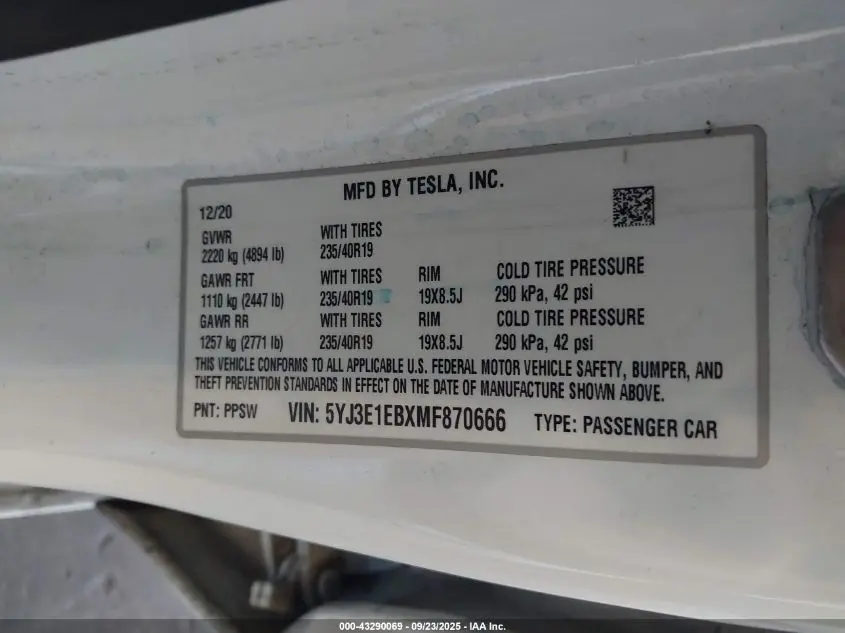 MFD BY TESLA, INC.
12/20
GVWR WITH TIRES
2220 kg (4894 lb) 235/40R19
GAWR FRT WITH TIRES RIM COLD TIRE PRESSURE
1110 kg (2447 lb) 235/40R19 19X8.5J 290 kPa, 42 psi
GAWR RR WITH TIRES RIM COLD TIRE PRESSURE
1257 kg (2771 lb) 235/40R19 19X8.5J 290 kPa, 42 psi
THIS VEHICLE CONFORMS TO ALL APPLICABLE U.S. FEDERAL MOTOR VEHICLE SAFETY, BUMPER, AND
THEFT PREVENTION STANDARDS IN EFFECT ON THE DATE OF MANUFACTURE SHOWN ABOVE.
PNT: PPSW VIN: 5YJ3E1EBXMF870666 TYPE: PASSENGER CAR
000-43290069 - 09/23/2025 - IAA Inc.